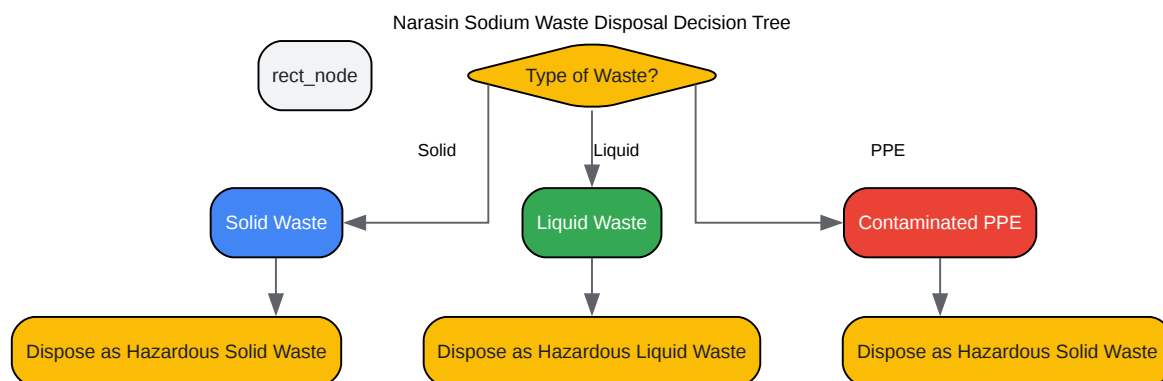 Narasin Sodium Waste Disposal Decision Tree
rect_node
Type of Waste?
Solid
Liquid
PPE
Solid Waste
Liquid Waste
Contaminated PPE
Dispose as Hazardous Solid Waste
Dispose as Hazardous Liquid Waste
Dispose as Hazardous Solid Waste